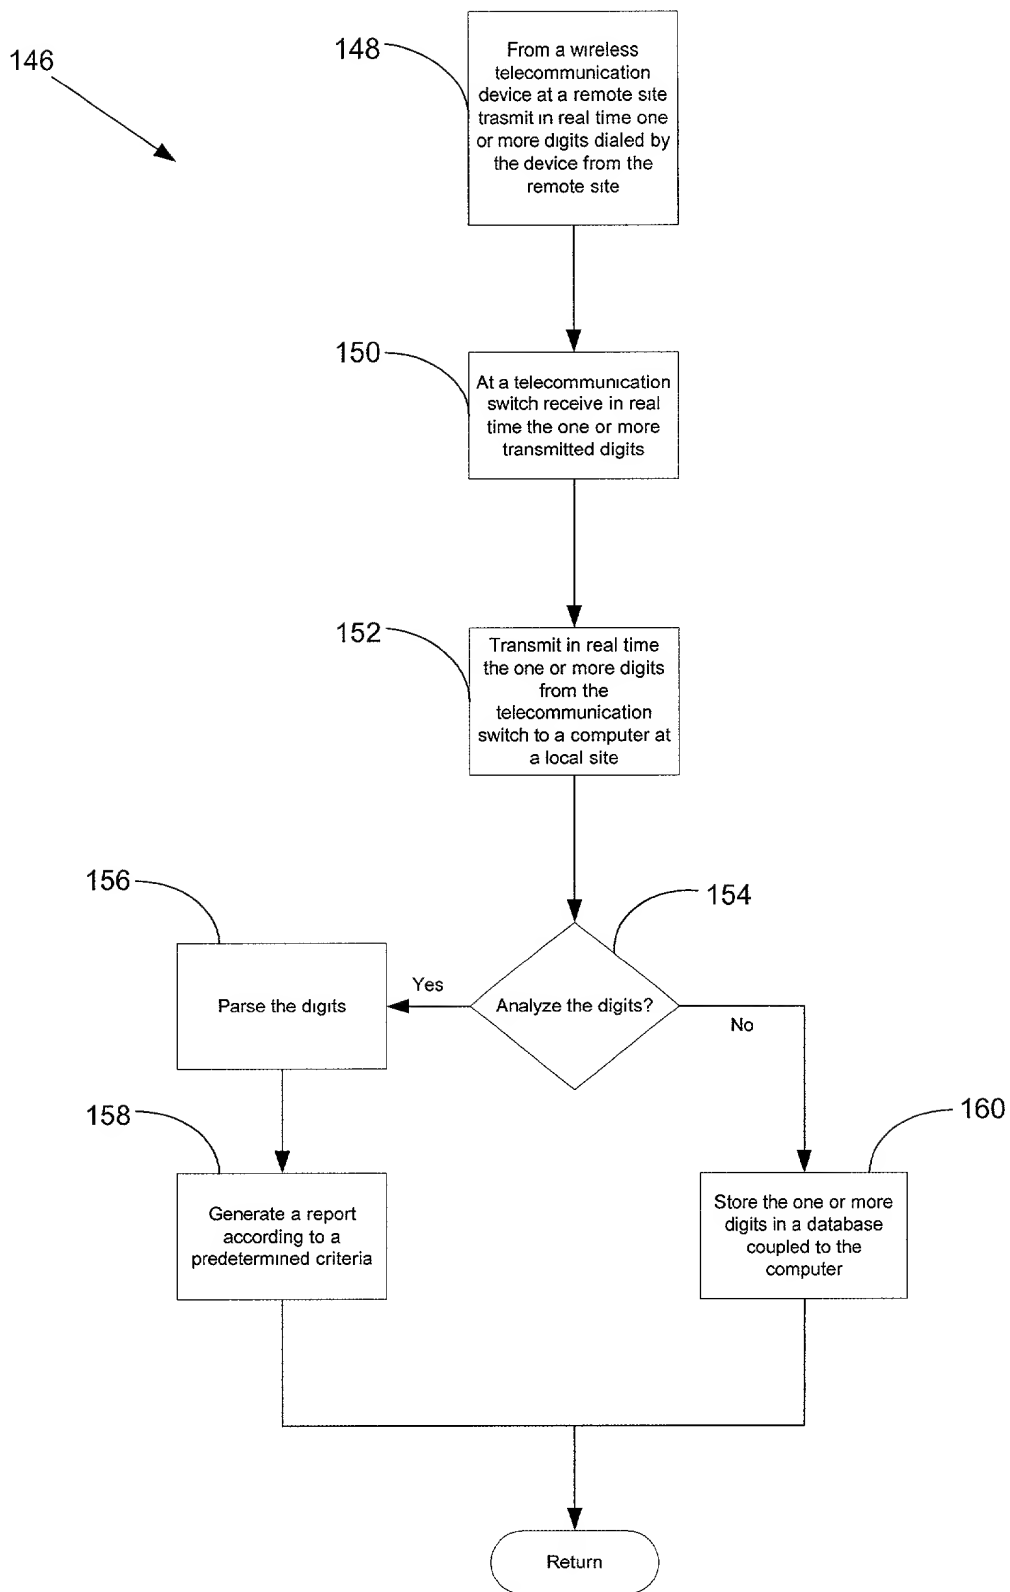 146
148
From a wireless
telecommunication
device at a remote site
trasmit in real time one
or more digits dialed by
the device from the
remote site
150
At a telecommunication
switch receive in real
time the one or more
transmitted digits
152
Transmit in real time
the one or more digits
from the
telecommunication
switch to a computer at
a local site
156
154
Parse the digits
Yes
Analyze the digits?
No
158
160
Generate a report
according to a
predetermined criteria
Store the one or more
digits in a database
coupled to the
computer
Return